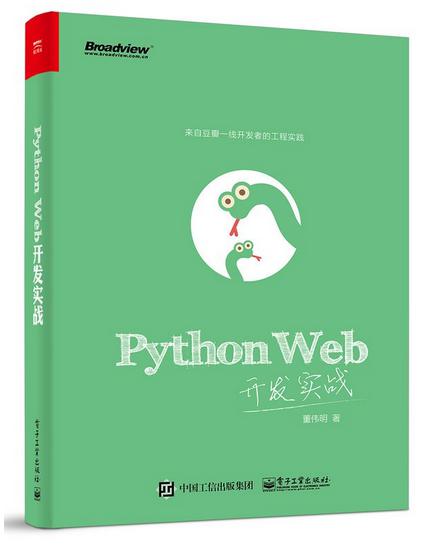 Broadview®
www.broadview.com.cn
来自豆瓣一线开发者的工程实践
Python Web
开发实战
董伟明 著
中国工信出版集团
电子工业出版社
Python Web开发实战